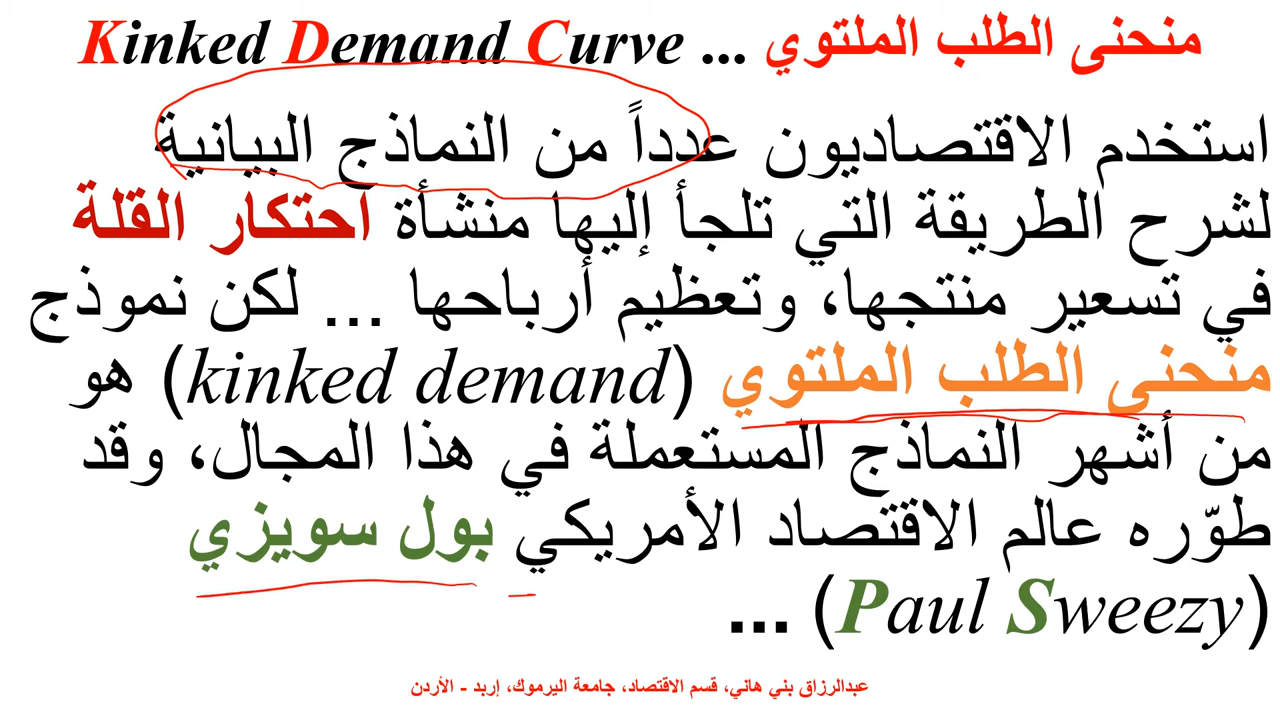 منحنى الطلب الملتوي ... Kinked Demand Curve
استخدم الاقتصاديون عدداً من النماذج البيانية
لشرح الطريقة التي تلجأ إليها منشأة احتكار القلة
في تسعير منتجها، وتعظيم أرباحها ... لكن نموذج
منحنى الطلب الملتوي (kinked demand) هو
من أشهر النماذج المستعملة في هذا المجال، وقد
طوّره عالم الاقتصاد الأمريكي بول سويزي
(Paul Sweezy) ...
عبدالرزاق بني هاني، قسم الاقتصاد، جامعة اليرموك، إربد - الأردن